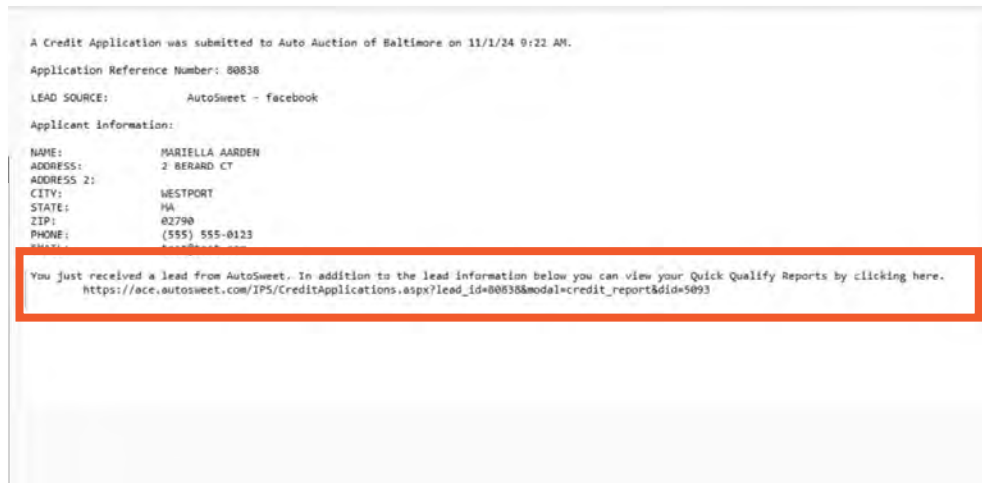 A Credit Application was submitted to Auto Auction of Baltimore on 11/1/24 9:22 AM.
Application Reference Number: 80838
LEAD SOURCE: AutoSweet - facebook
Applicant information:
NAME: MARIELLA AARDEN
ADDRESS: 2 BERARD CT
ADDRESS 2:
CITY: WESTPORT
STATE: MA
ZIP: 02790
PHONE: (555) 555-0123
You just received a lead from AutoSweet. In addition to the lead information below you can view your Quick Qualify Reports by clicking here.
https://ace.autosweet.com/IPS/CreditApplications.aspx?lead_id=80838&modal=credit_report&did=5093